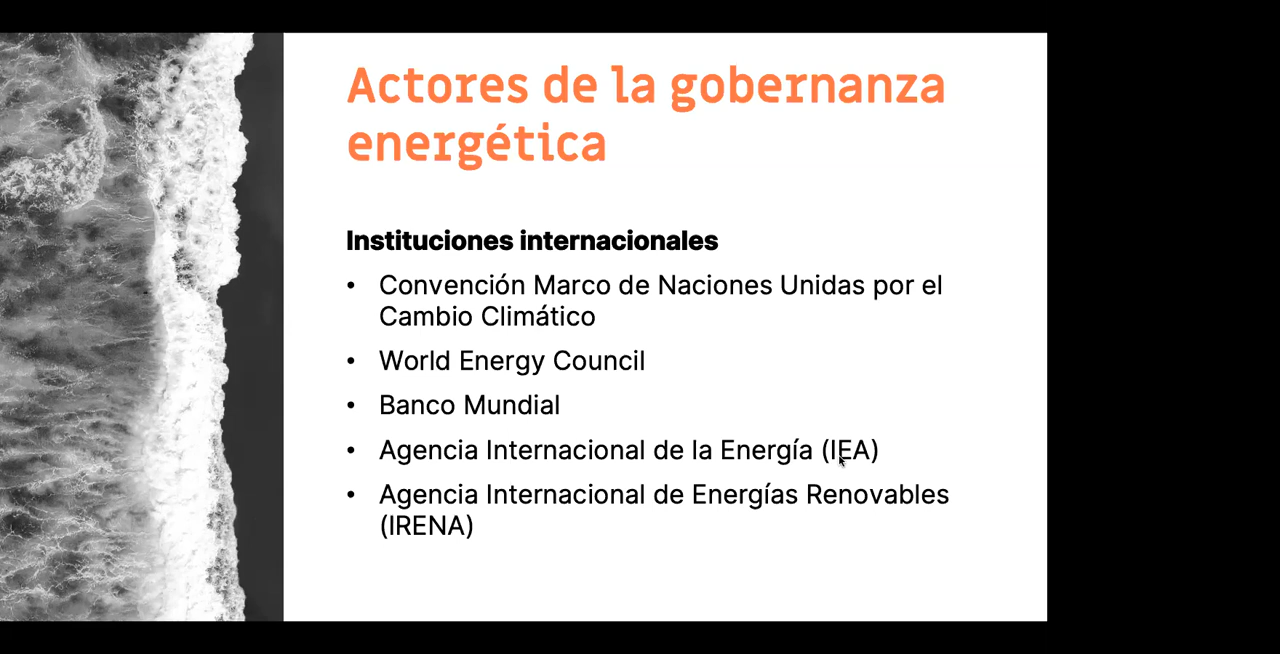 Actores de la gobernanza
energética
Instituciones internacionales
• Convención Marco de Naciones Unidas por el
Cambio Climático
• World Energy Council
• Banco Mundial
• Agencia Internacional de la Energía (IEA)
• Agencia Internacional de Energías Renovables
(IRENA)